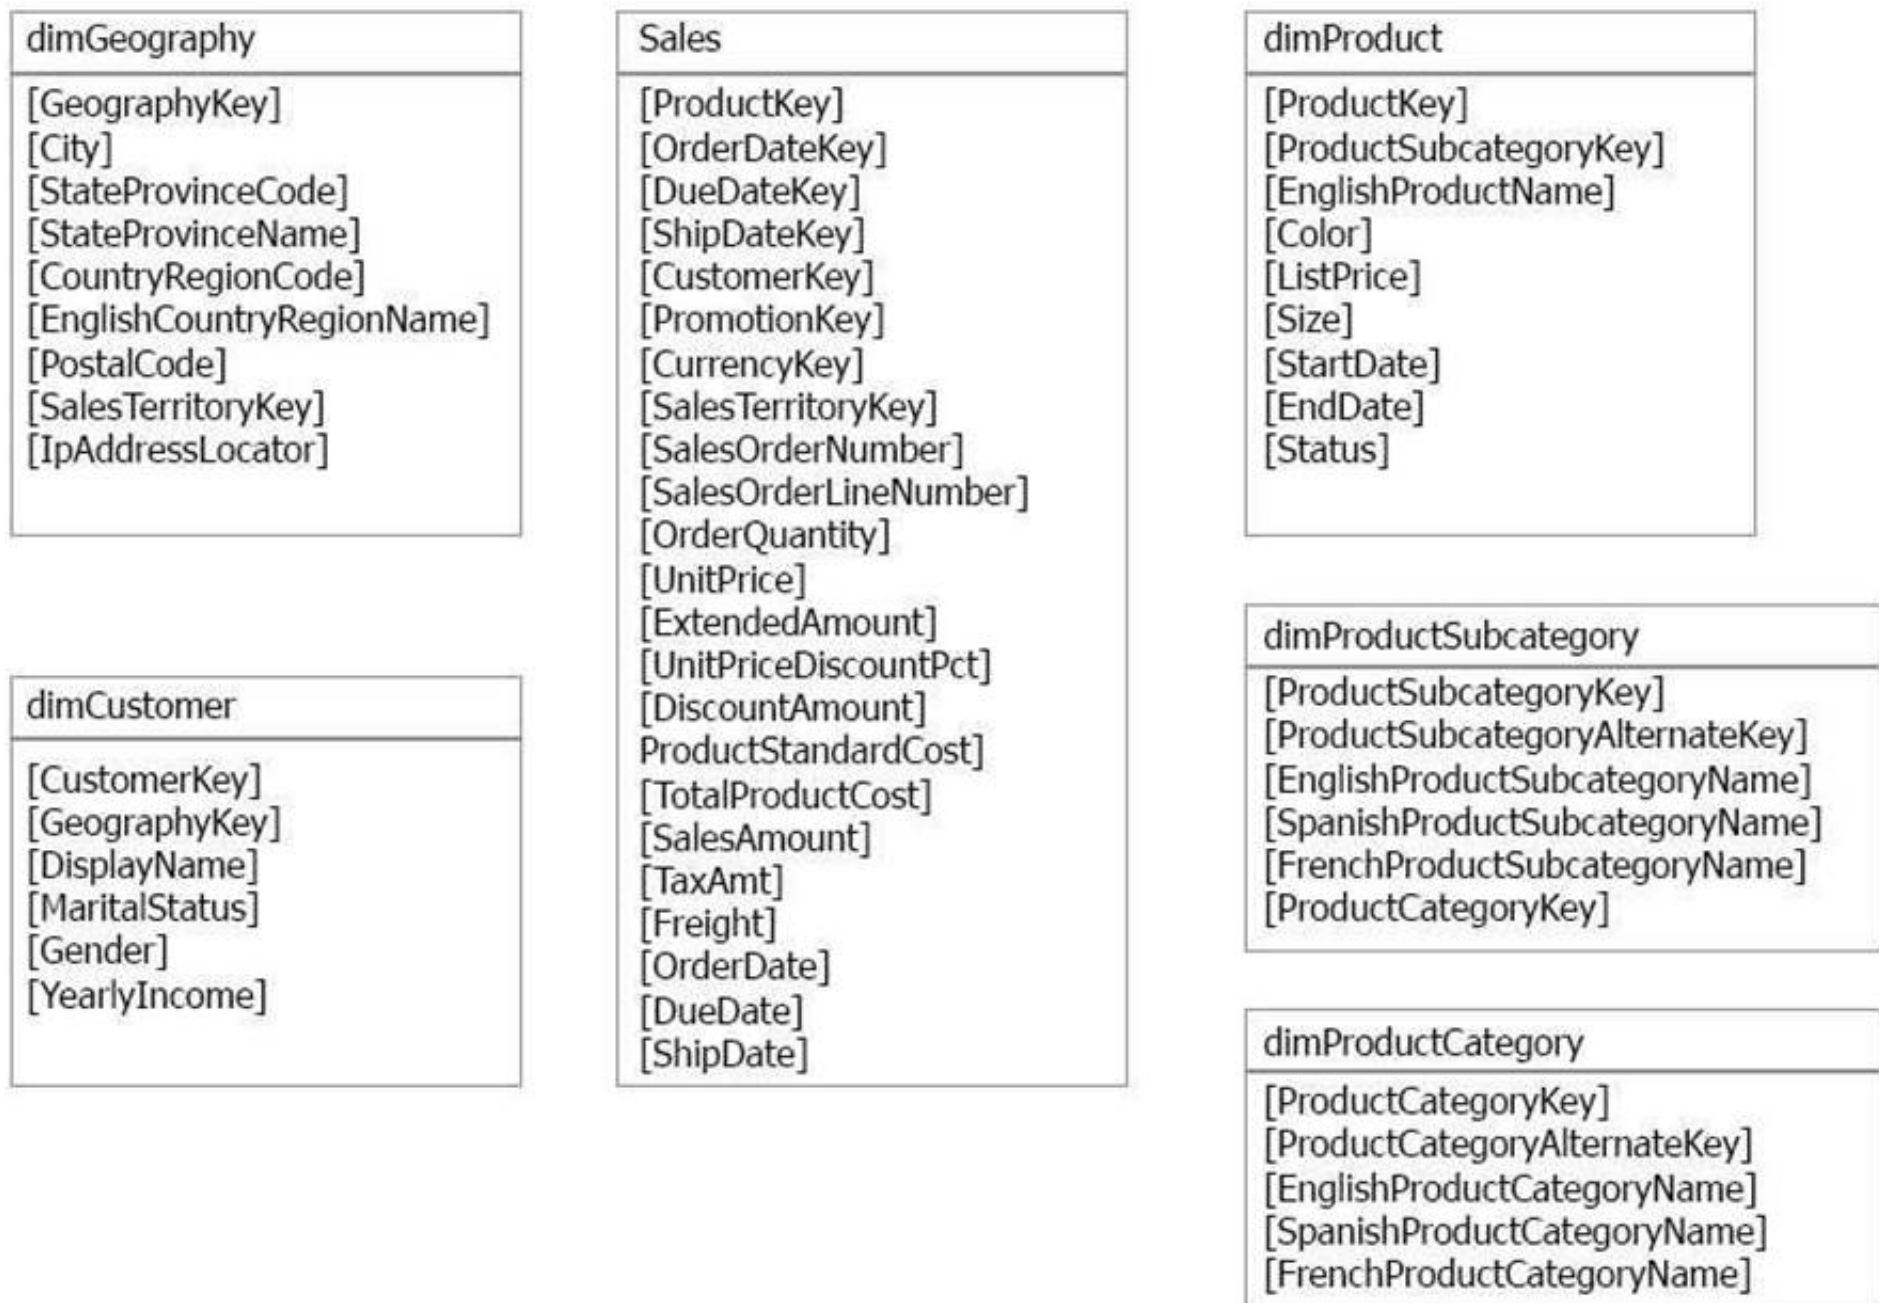 dimGeography
[GeographyKey]
[City]
[StateProvinceCode]
[StateProvinceName]
[CountryRegionCode]
[EnglishCountryRegionName]
[PostalCode]
[SalesTerritoryKey]
[IpAddressLocator]
dimCustomer
[CustomerKey]
[GeographyKey]
[DisplayName]
[MaritalStatus]
[Gender]
[YearlyIncome]
Sales
[ProductKey]
[OrderDateKey]
[DueDateKey]
[ShipDateKey]
[CustomerKey]
[PromotionKey]
[CurrencyKey]
[SalesTerritoryKey]
[SalesOrderNumber]
[SalesOrderLineNumber]
[OrderQuantity]
[UnitPrice]
[ExtendedAmount]
[UnitPriceDiscountPct]
[DiscountAmount]
ProductStandardCost]
[TotalProductCost]
[SalesAmount]
[TaxAmt]
[Freight]
[OrderDate]
[DueDate]
[ShipDate]
dimProduct
[ProductKey]
[ProductSubcategoryKey]
[EnglishProductName]
[Color]
[ListPrice]
[Size]
[StartDate]
[EndDate]
[Status]
dimProductSubcategory
[ProductSubcategoryKey]
[ProductSubcategoryAlternateKey]
[EnglishProductSubcategoryName]
[SpanishProductSubcategoryName]
[FrenchProductSubcategoryName]
[ProductCategoryKey]
dimProductCategory
[ProductCategoryKey]
[ProductCategoryAlternateKey]
[EnglishProductCategoryName]
[SpanishProductCategoryName]
[FrenchProductCategoryName]